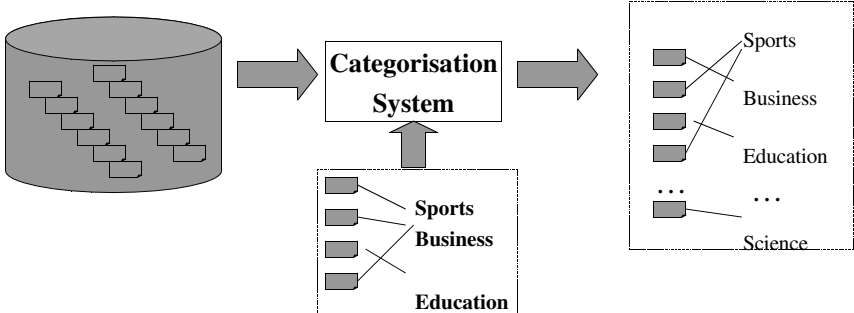 Categorisation
System
Sports
Business
Education
Sports
Business
Education
... ...
Science